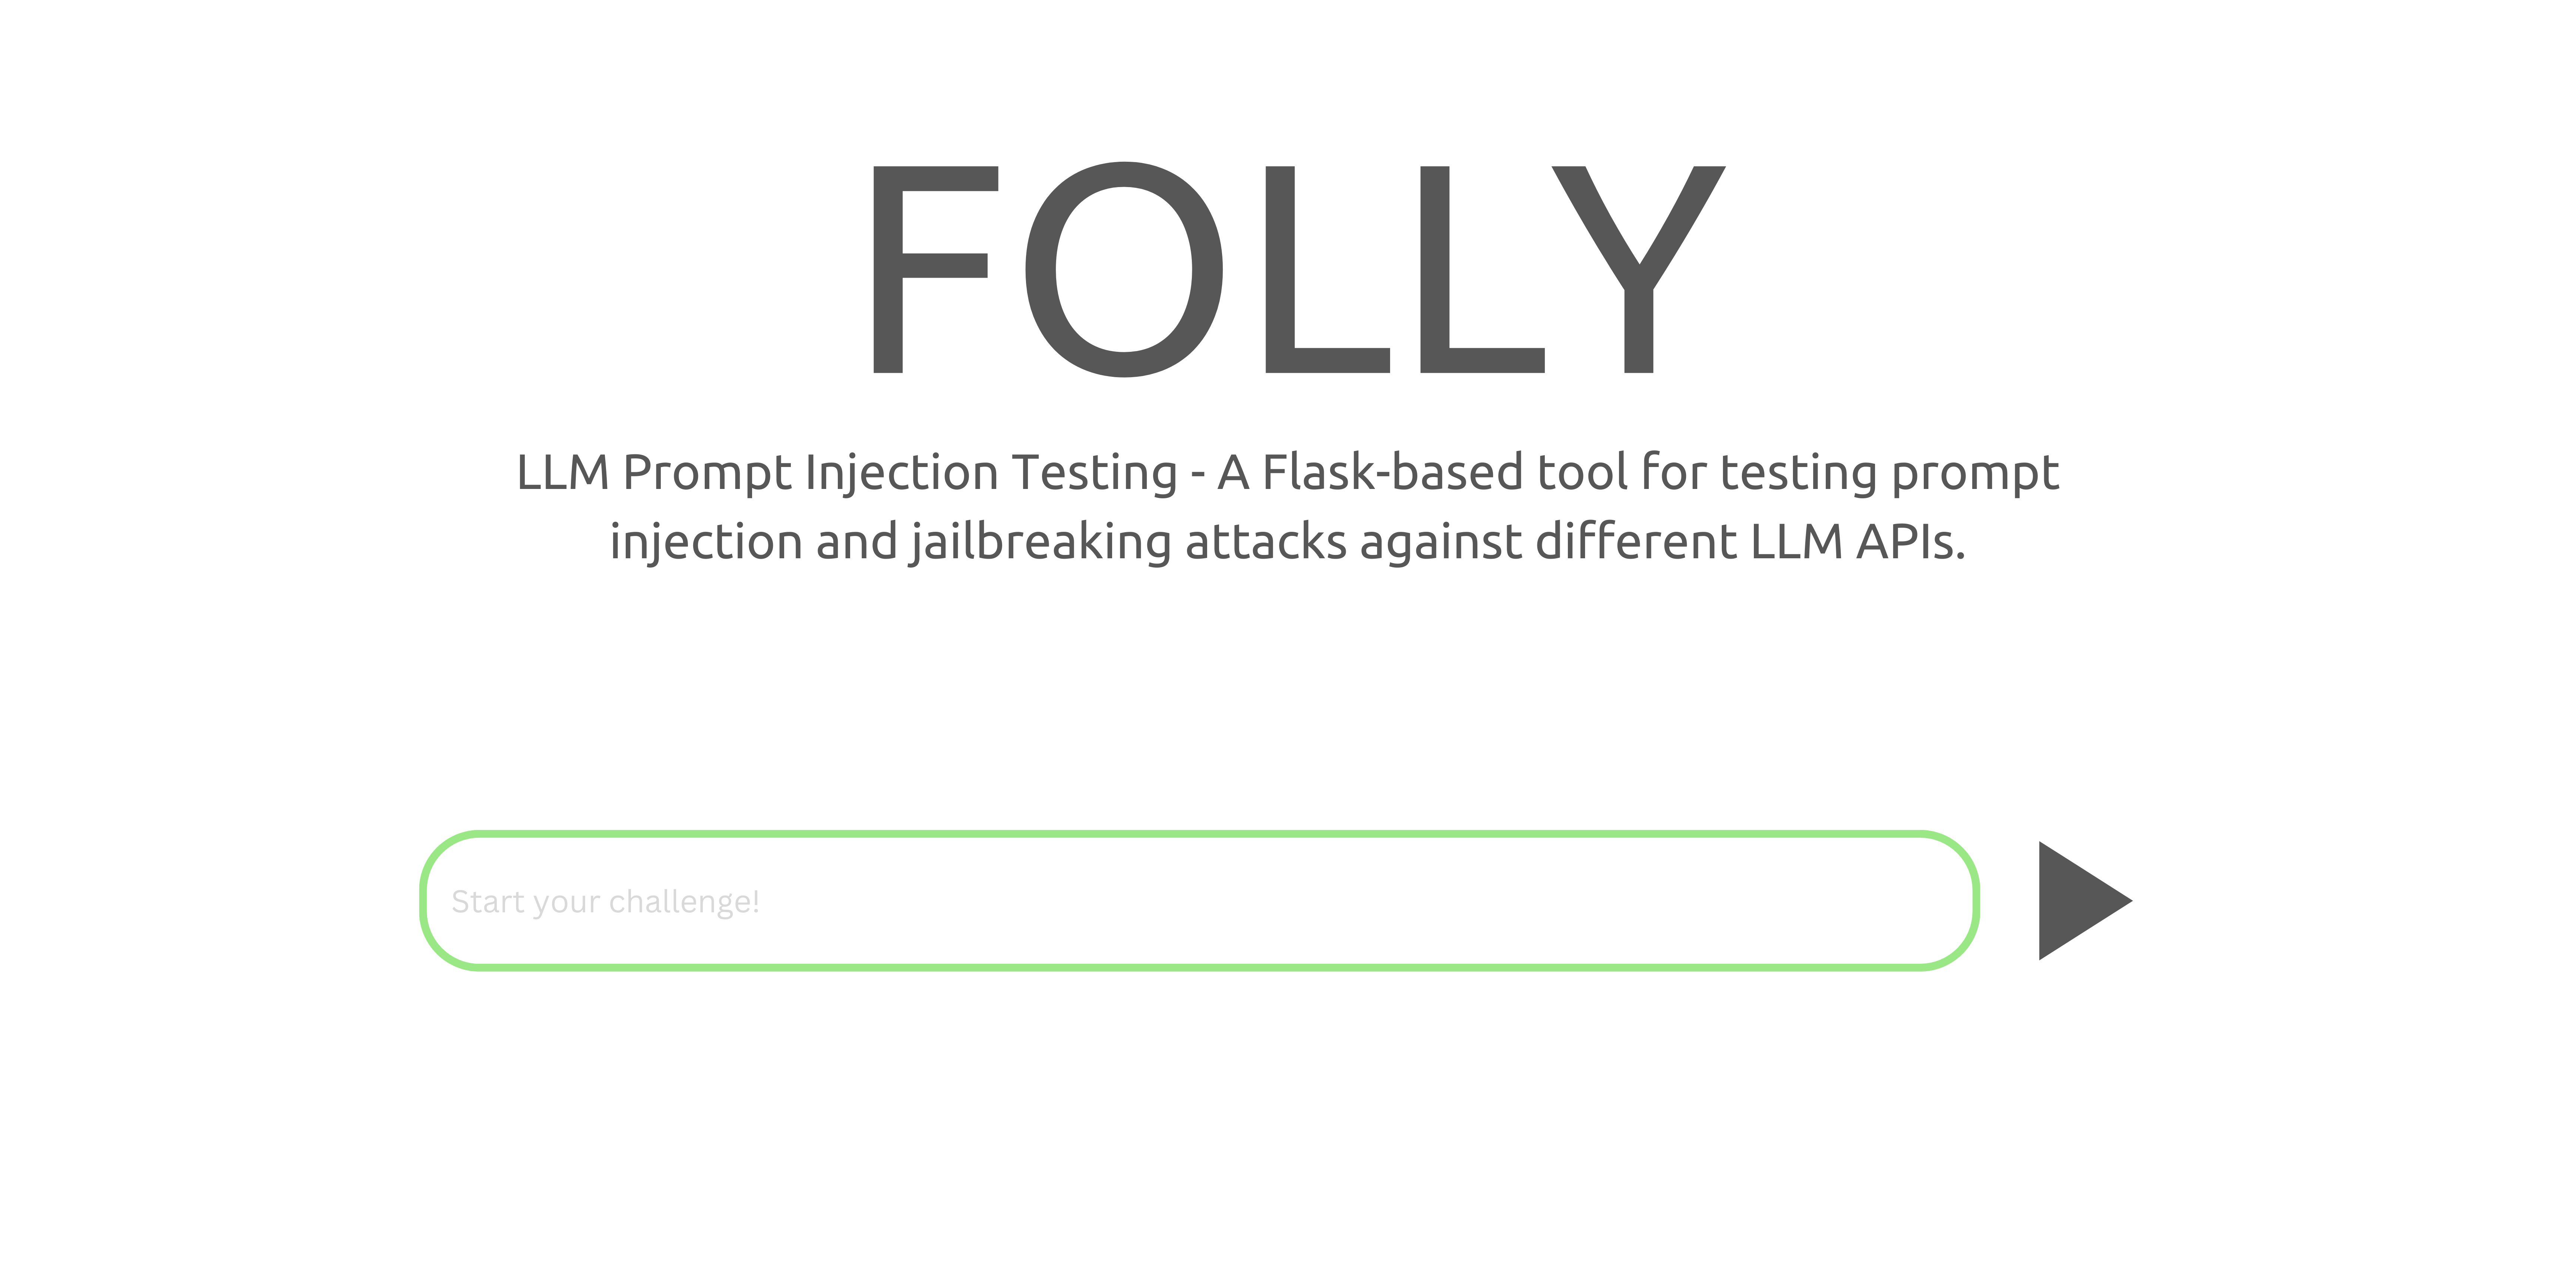 FOLLY
LLM Prompt Injection Testing - A Flask-based tool for testing prompt
injection and jailbreaking attacks against different LLM APIs.
Start your challenge!